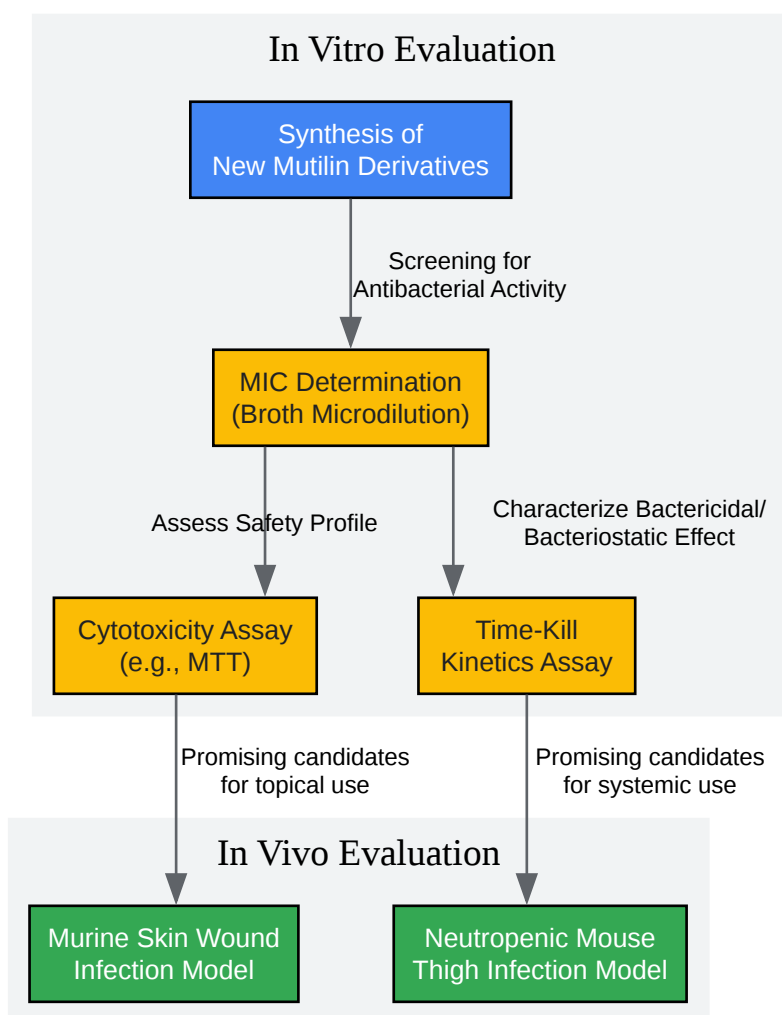 In Vitro Evaluation
Synthesis of
New Mutilin Derivatives
Screening for
Antibacterial Activity
MIC Determination
(Broth Microdilution)
Assess Safety Profile
Characterize Bactericidal/
Bacteriostatic Effect
Cytotoxicity Assay
(e.g., MTT)
Time-Kill
Kinetics Assay
Promising candidates
for topical use
Promising candidates
for systemic use
In Vivo Evaluation
Murine Skin Wound
Infection Model
Neutropenic Mouse
Thigh Infection Model